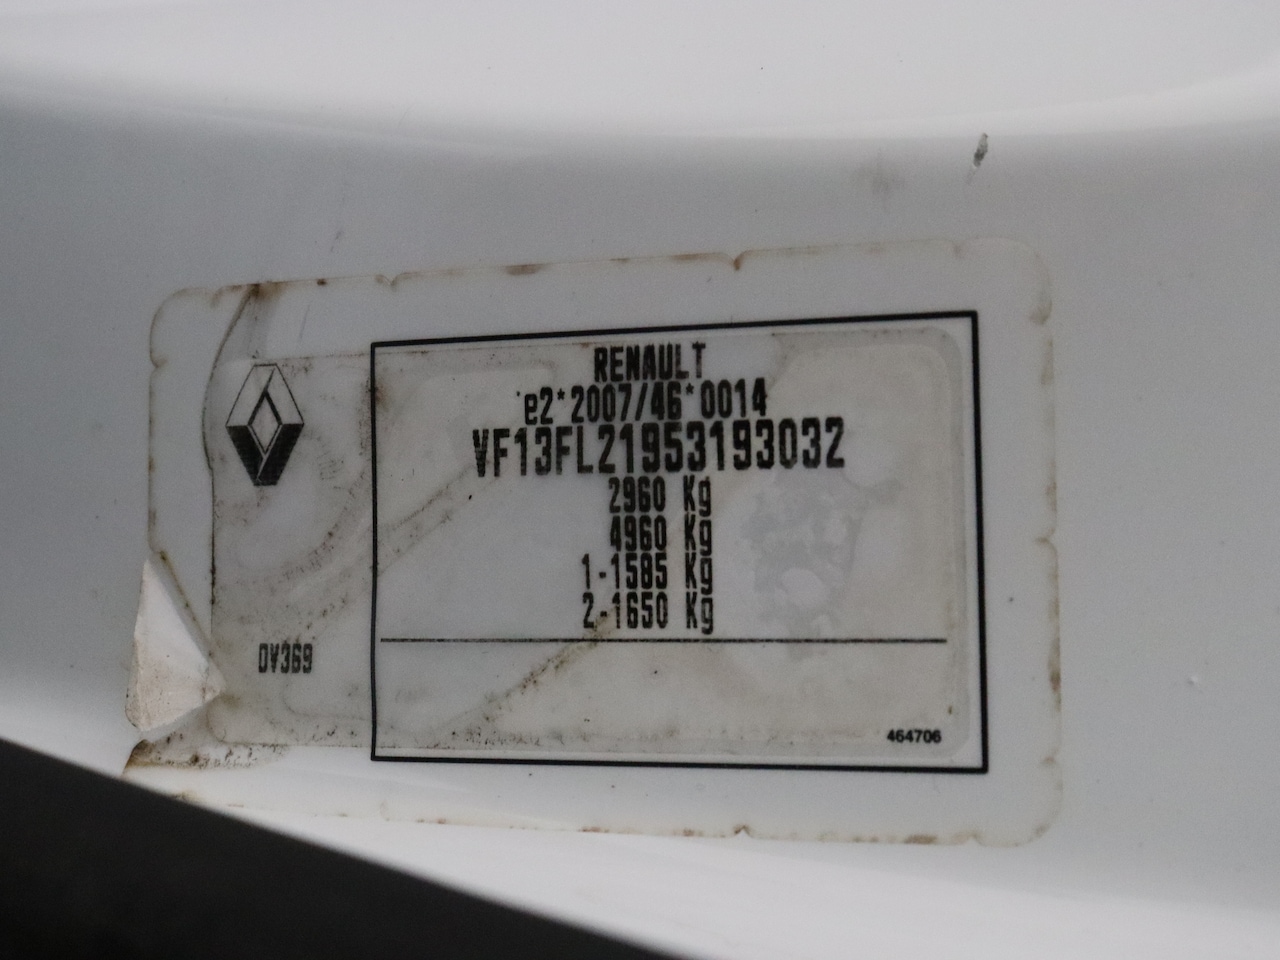 RENAULT
e2*2007/46*0014
VF13FL21953193032
2960 Kg
4960 Kg
1-1585 Kg
2-1650 Kg
DV369
464706